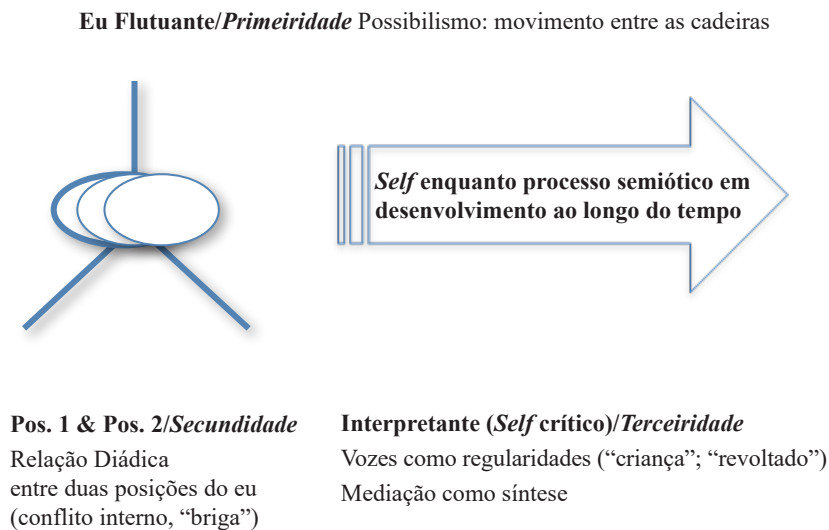 Eu Flutuante/Primeiridade Possibilismo: movimento entre as cadeiras
Self enquanto processo semiótico em
desenvolvimento ao longo do tempo
Pos. 1 & Pos. 2/Secundidade
Relação Diádica
entre duas posições do eu
(conflito interno, “briga”)
Interpretante (Self crítico)/Terceiridade
Vozes como regularidades (“criança”; “revoltado”)
Mediação como síntese